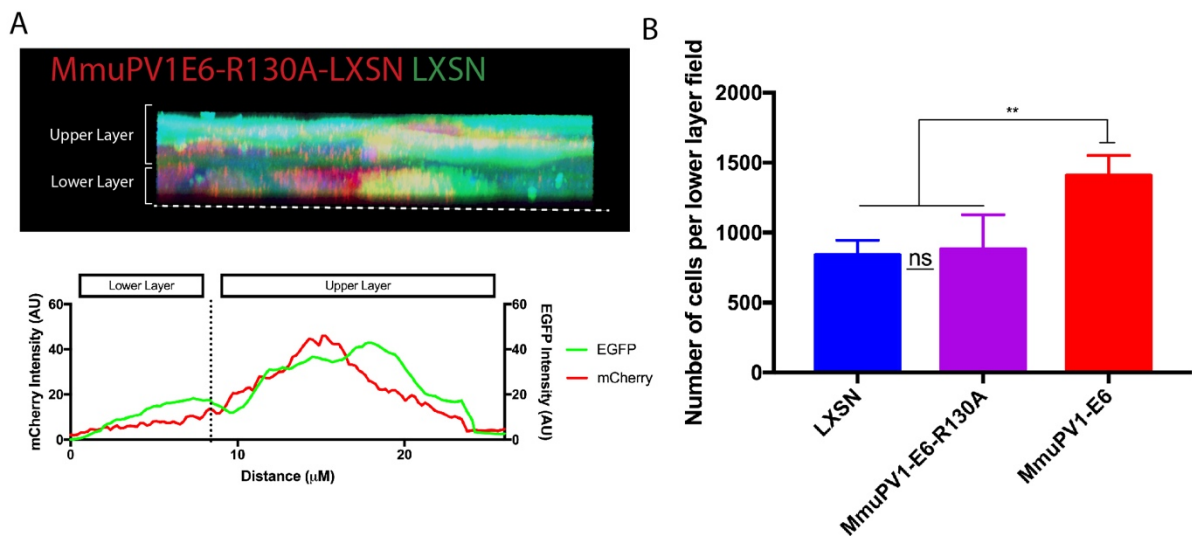 A
MmuPV1E6-R130A-LXSN LXSN
Upper Layer
Lower Layer
Lower Layer
Upper Layer
mCherry Intensity (AU)
60
40
20
0
60
40
20
0
EGFP Intensity (AU)
EGFP
mCherry
0
10
20
Distance (μM)
B
Number of cells per lower layer field
2000
1500
1000
500
0
**
ns
LXSN
MmuPV1-E6-R130A
MmuPV1-E6